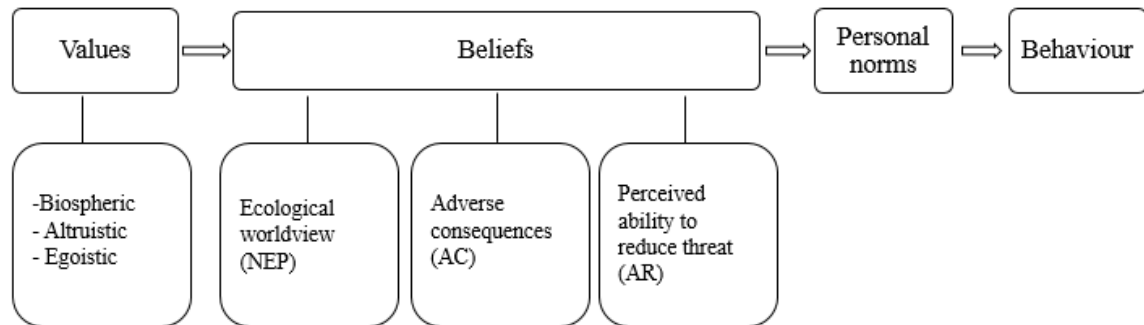 Values
Beliefs
Personal
norms
Behaviour
-Biospheric
- Altruistic
- Egoistic
Ecological
worldview
(NEP)
Adverse
consequences
(AC)
Perceived
ability to
reduce threat
(AR)